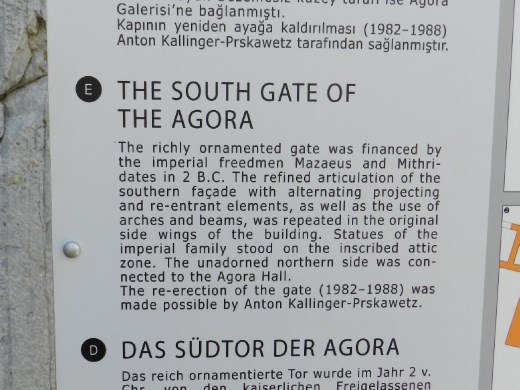 Galerisi'ne bağlanmıştı.
Kapının yeniden ayağa kaldırılması (1982–1988)
Anton Kallinger-Prskawetz tarafından sağlanmıştır.
E
THE SOUTH GATE OF
THE AGORA
The richly ornamented gate was financed by
the imperial freedmen Mazaeus and Mithri-
dates in 2 B.C. The refined articulation of the
southern façade with alternating projecting
and re-entrant elements, as well as the use of
arches and beams, was repeated in the original
side wings of the building. Statues of the
imperial family stood on the inscribed attic
zone. The unadorned northern side was con-
nected to the Agora Hall.
The re-erection of the gate (1982–1988) was
made possible by Anton Kallinger-Prskawetz.
D
DAS SÜDTOR DER AGORA
Das reich ornamentierte Tor wurde im Jahr 2 v.
Chr. von den kaiserlichen Freigelassenen